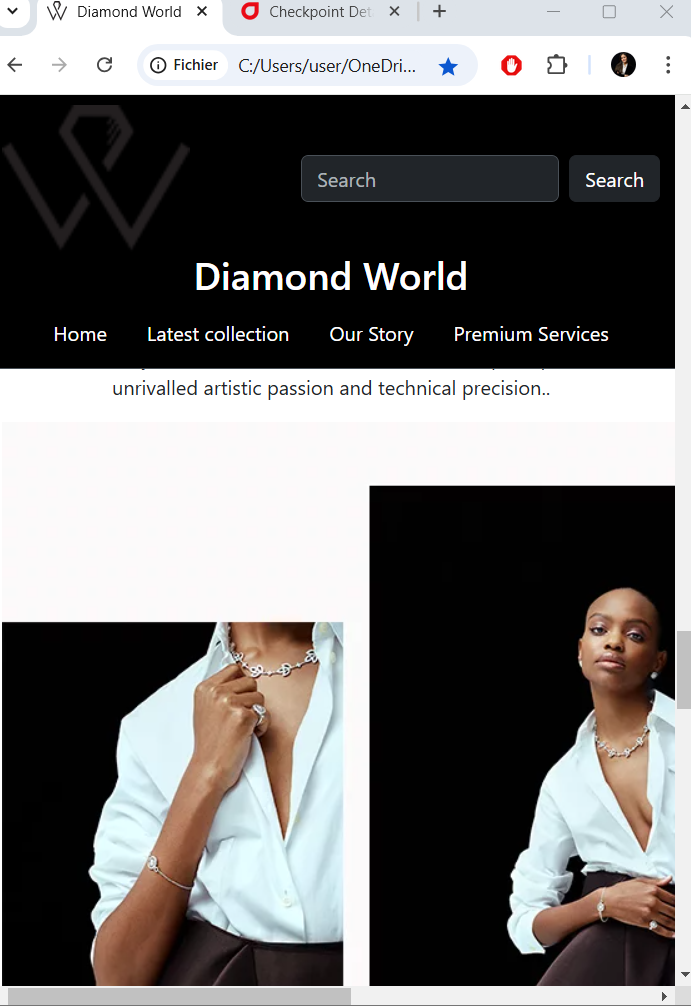 Diamond World
Checkpoint Det
Fichier
C:/Users/user/OneDri...
Search
Search
Diamond World
Home
Latest collection
Our Story
Premium Services
unrivalled artistic passion and technical precision..